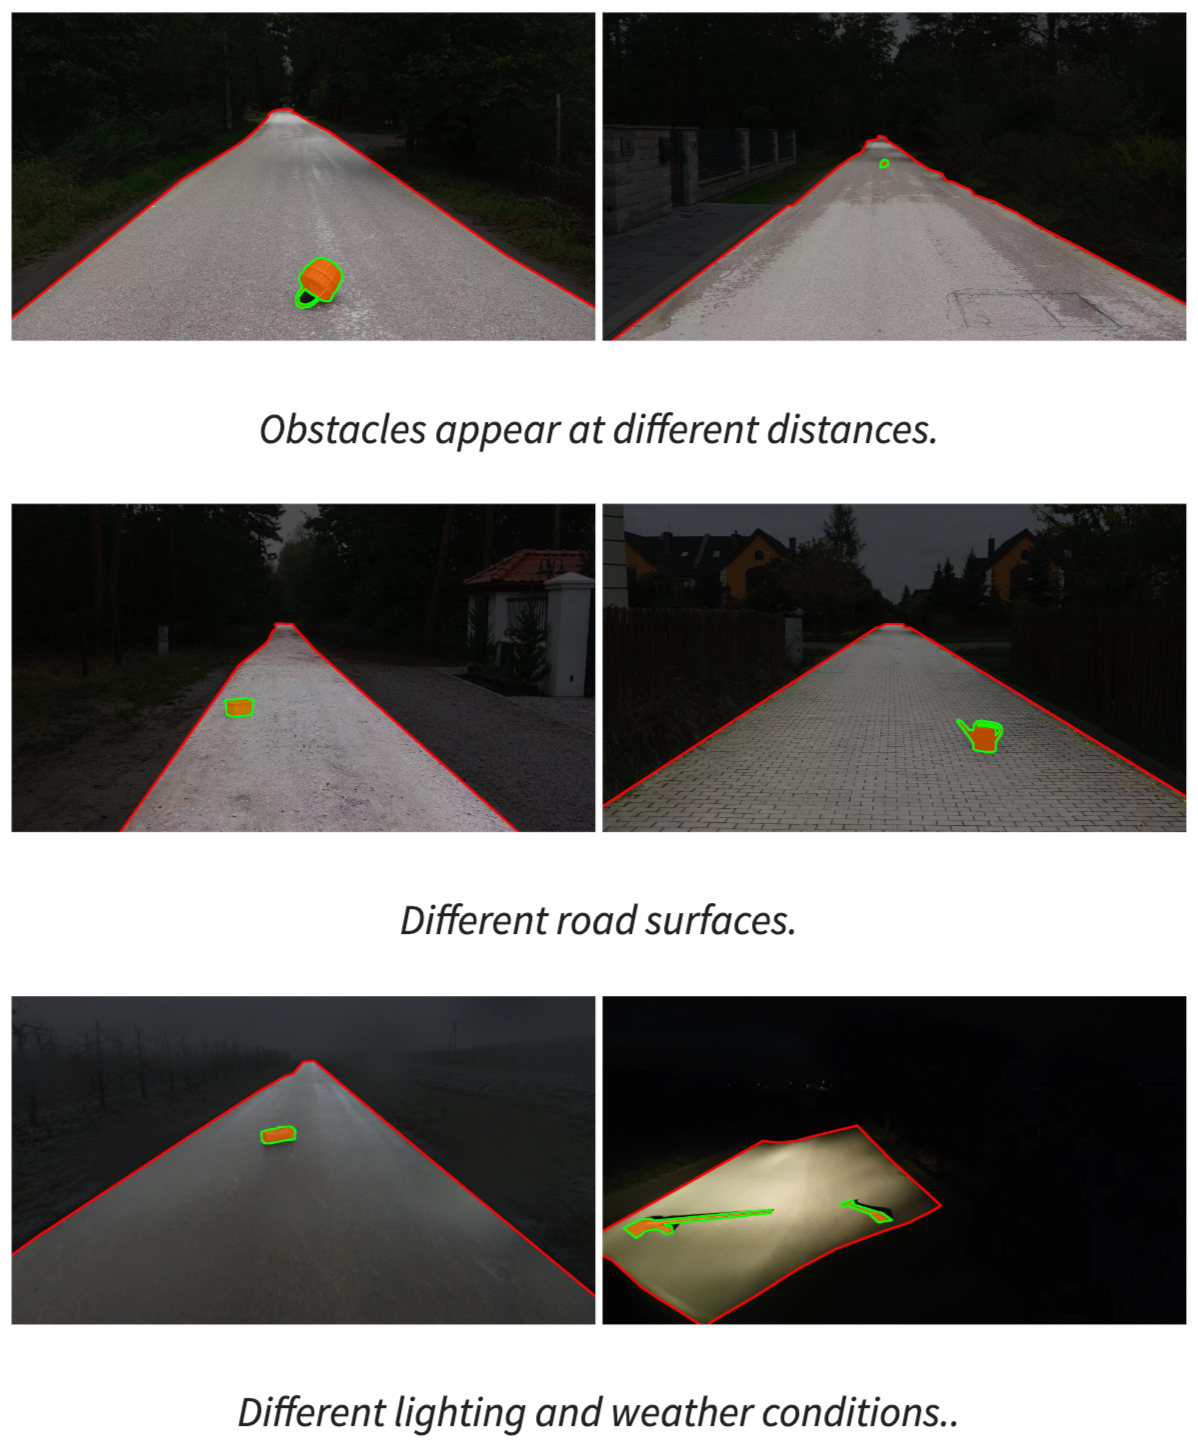 Obstacles appear at different distances.
Different road surfaces.
Different lighting and weather conditions..